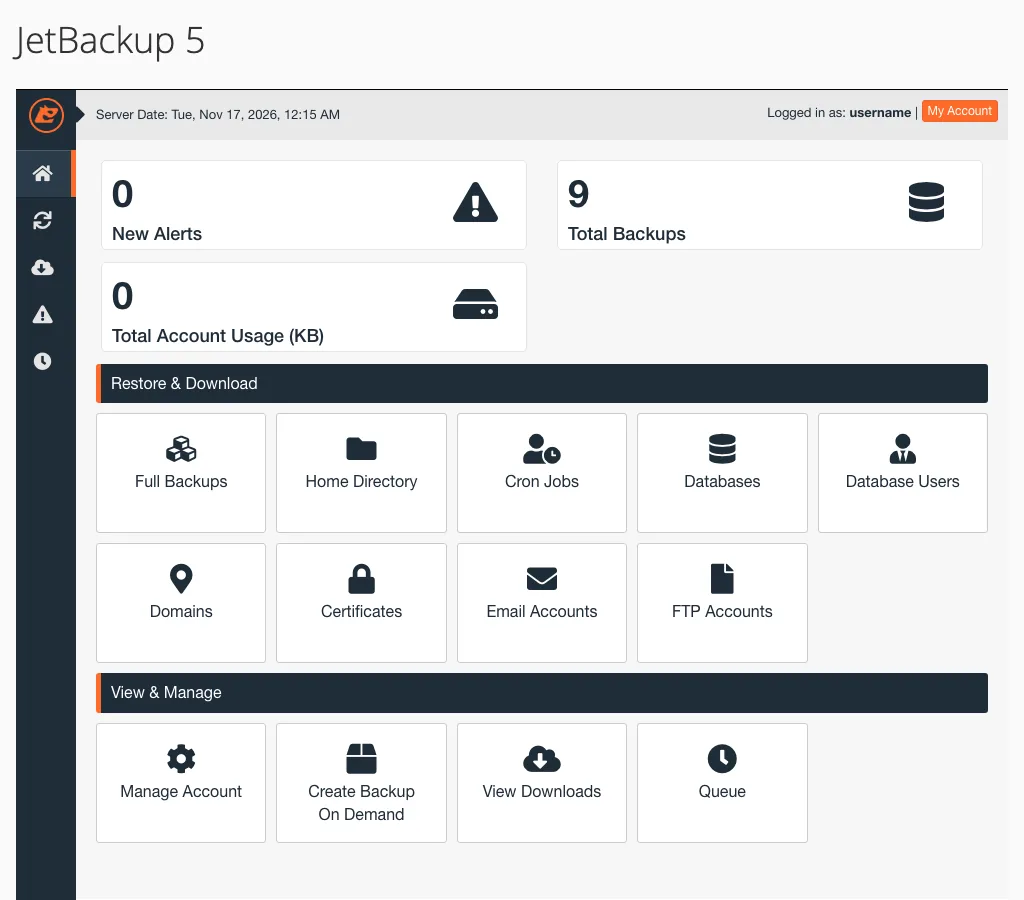 JetBackup 5
Server Date: Tue, Nov 17, 2026, 12:15 AM
Logged in as: username | My Account
0
New Alerts
9
Total Backups
0
Total Account Usage (KB)
Restore & Download
Full Backups
Home Directory
Cron Jobs
Databases
Database Users
Domains
Certificates
Email Accounts
FTP Accounts
View & Manage
Manage Account
Create Backup
On Demand
View Downloads
Queue